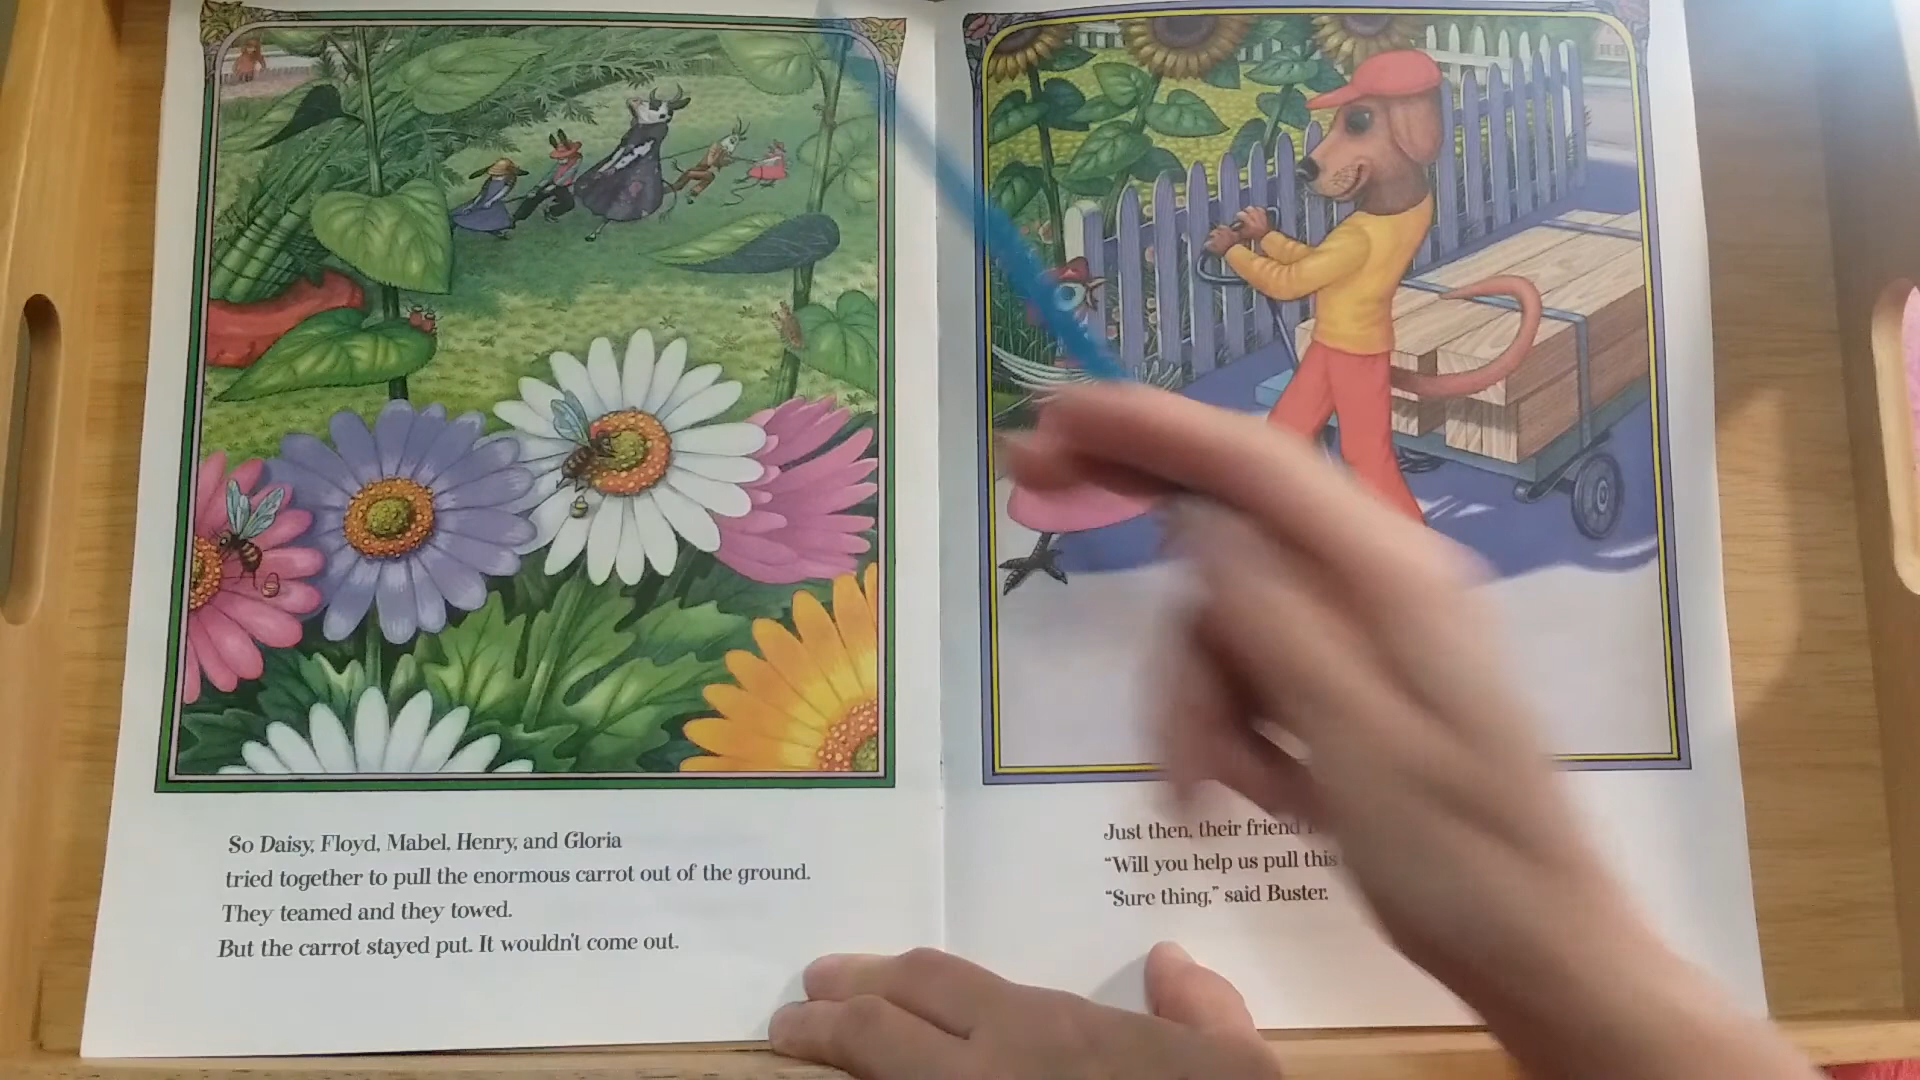 So Daisy, Floyd, Mabel, Henry, and Gloria
tried together to pull the enormous carrot out of the ground.
They teamed and they towed.
But the carrot stayed put. It wouldn't come out.
Just then, their friend
"Will you help us pull this
"Sure thing," said Buster.